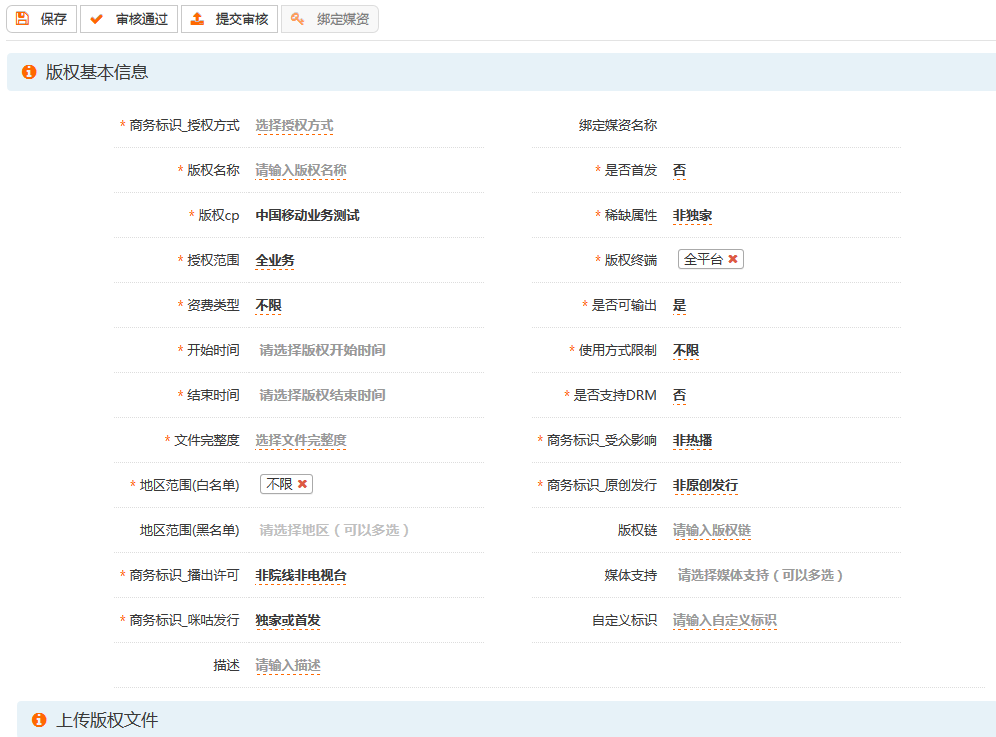 保存 审核通过 提交审核 绑定媒资
版权基本信息
* 商务标识_授权方式 选择授权方式 绑定媒资名称
* 版权名称 请输入版权名称 * 是否首发 否
* 版权cp 中国移动业务测试 * 稀缺属性 非独家
* 授权范围 全业务 * 版权终端 全平台 ✖
* 资费类型 不限 * 是否可输出 是
* 开始时间 请选择版权开始时间 * 使用方式限制 不限
* 结束时间 请选择版权结束时间 * 是否支持DRM 否
* 文件完整度 选择文件完整度 * 商务标识_受众影响 非热播
* 地区范围(白名单) 不限 ✖ * 商务标识_原创发行 非原创发行
地区范围(黑名单) 请选择地区（可以多选） 版权链 请输入版权链
* 商务标识_播出许可 非院线非电视台 媒体支持 请选择媒体支持（可以多选）
* 商务标识_咪咕发行 独家或首发 自定义标识 请输入自定义标识
描述 请输入描述
上传版权文件